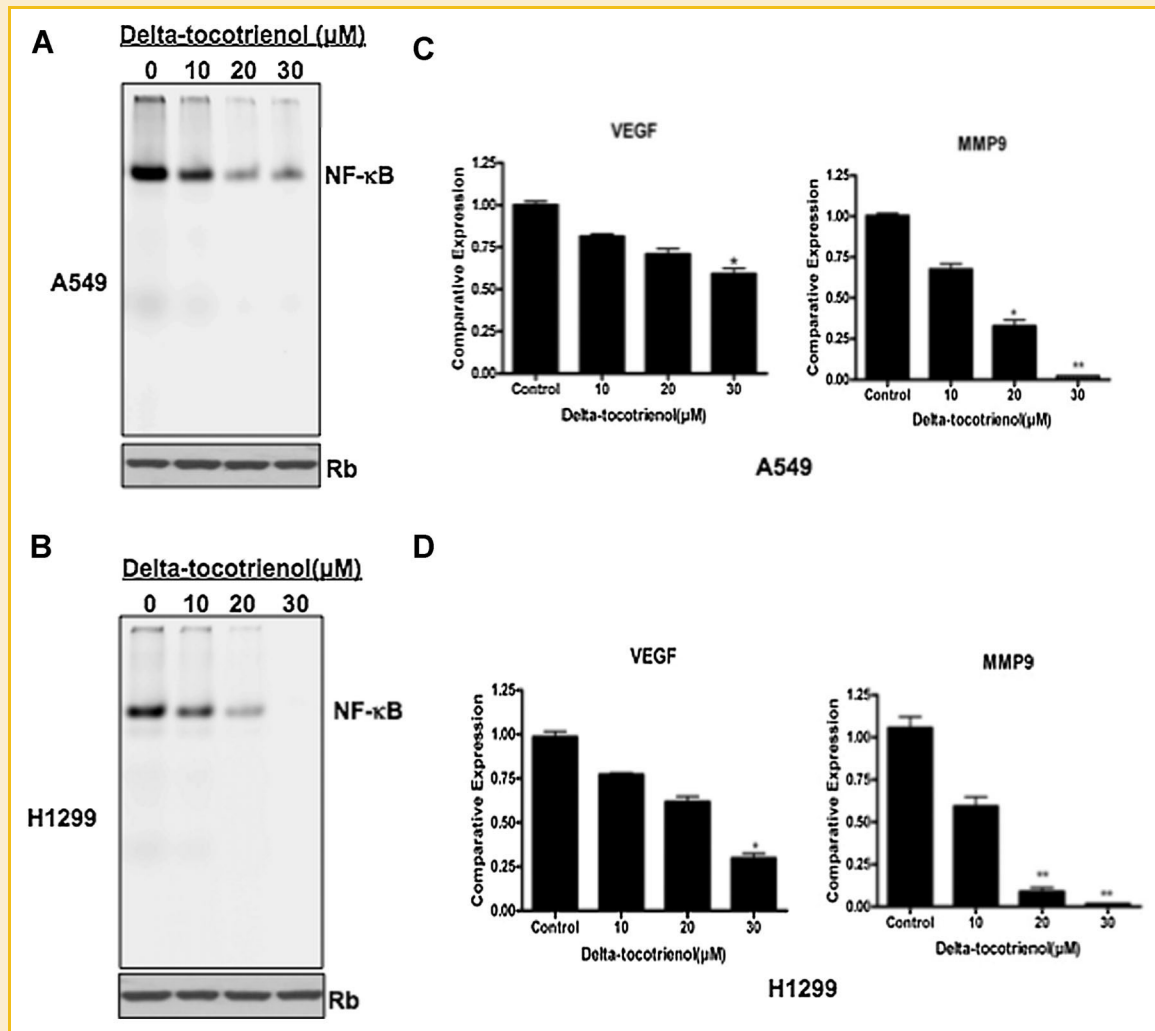 A
Delta-tocotrienol (µM)
0 10 20 30
NF-κB
A549
Rb
B
Delta-tocotrienol(µM)
0 10 20 30
NF-κB
H1299
Rb
C
VEGF
Comparative Expression
1.25
1.00
0.75
0.50
0.25
0.00
*
Control 10 20 30
Delta-tocotrienol(µM)
MMP9
Comparative Expression
1.25
1.00
0.75
0.50
0.25
0.00
*
**
Control 10 20 30
Delta-tocotrienol(µM)
A549
D
VEGF
Comparative Expression
1.25
1.00
0.75
0.50
0.25
0.00
*
Control 10 20 30
Delta-tocotrienol(µM)
MMP9
Comparative Expression
1.25
1.00
0.75
0.50
0.25
0.00
**
**
Control 10 20 30
Delta-tocotrienol(µM)
H1299